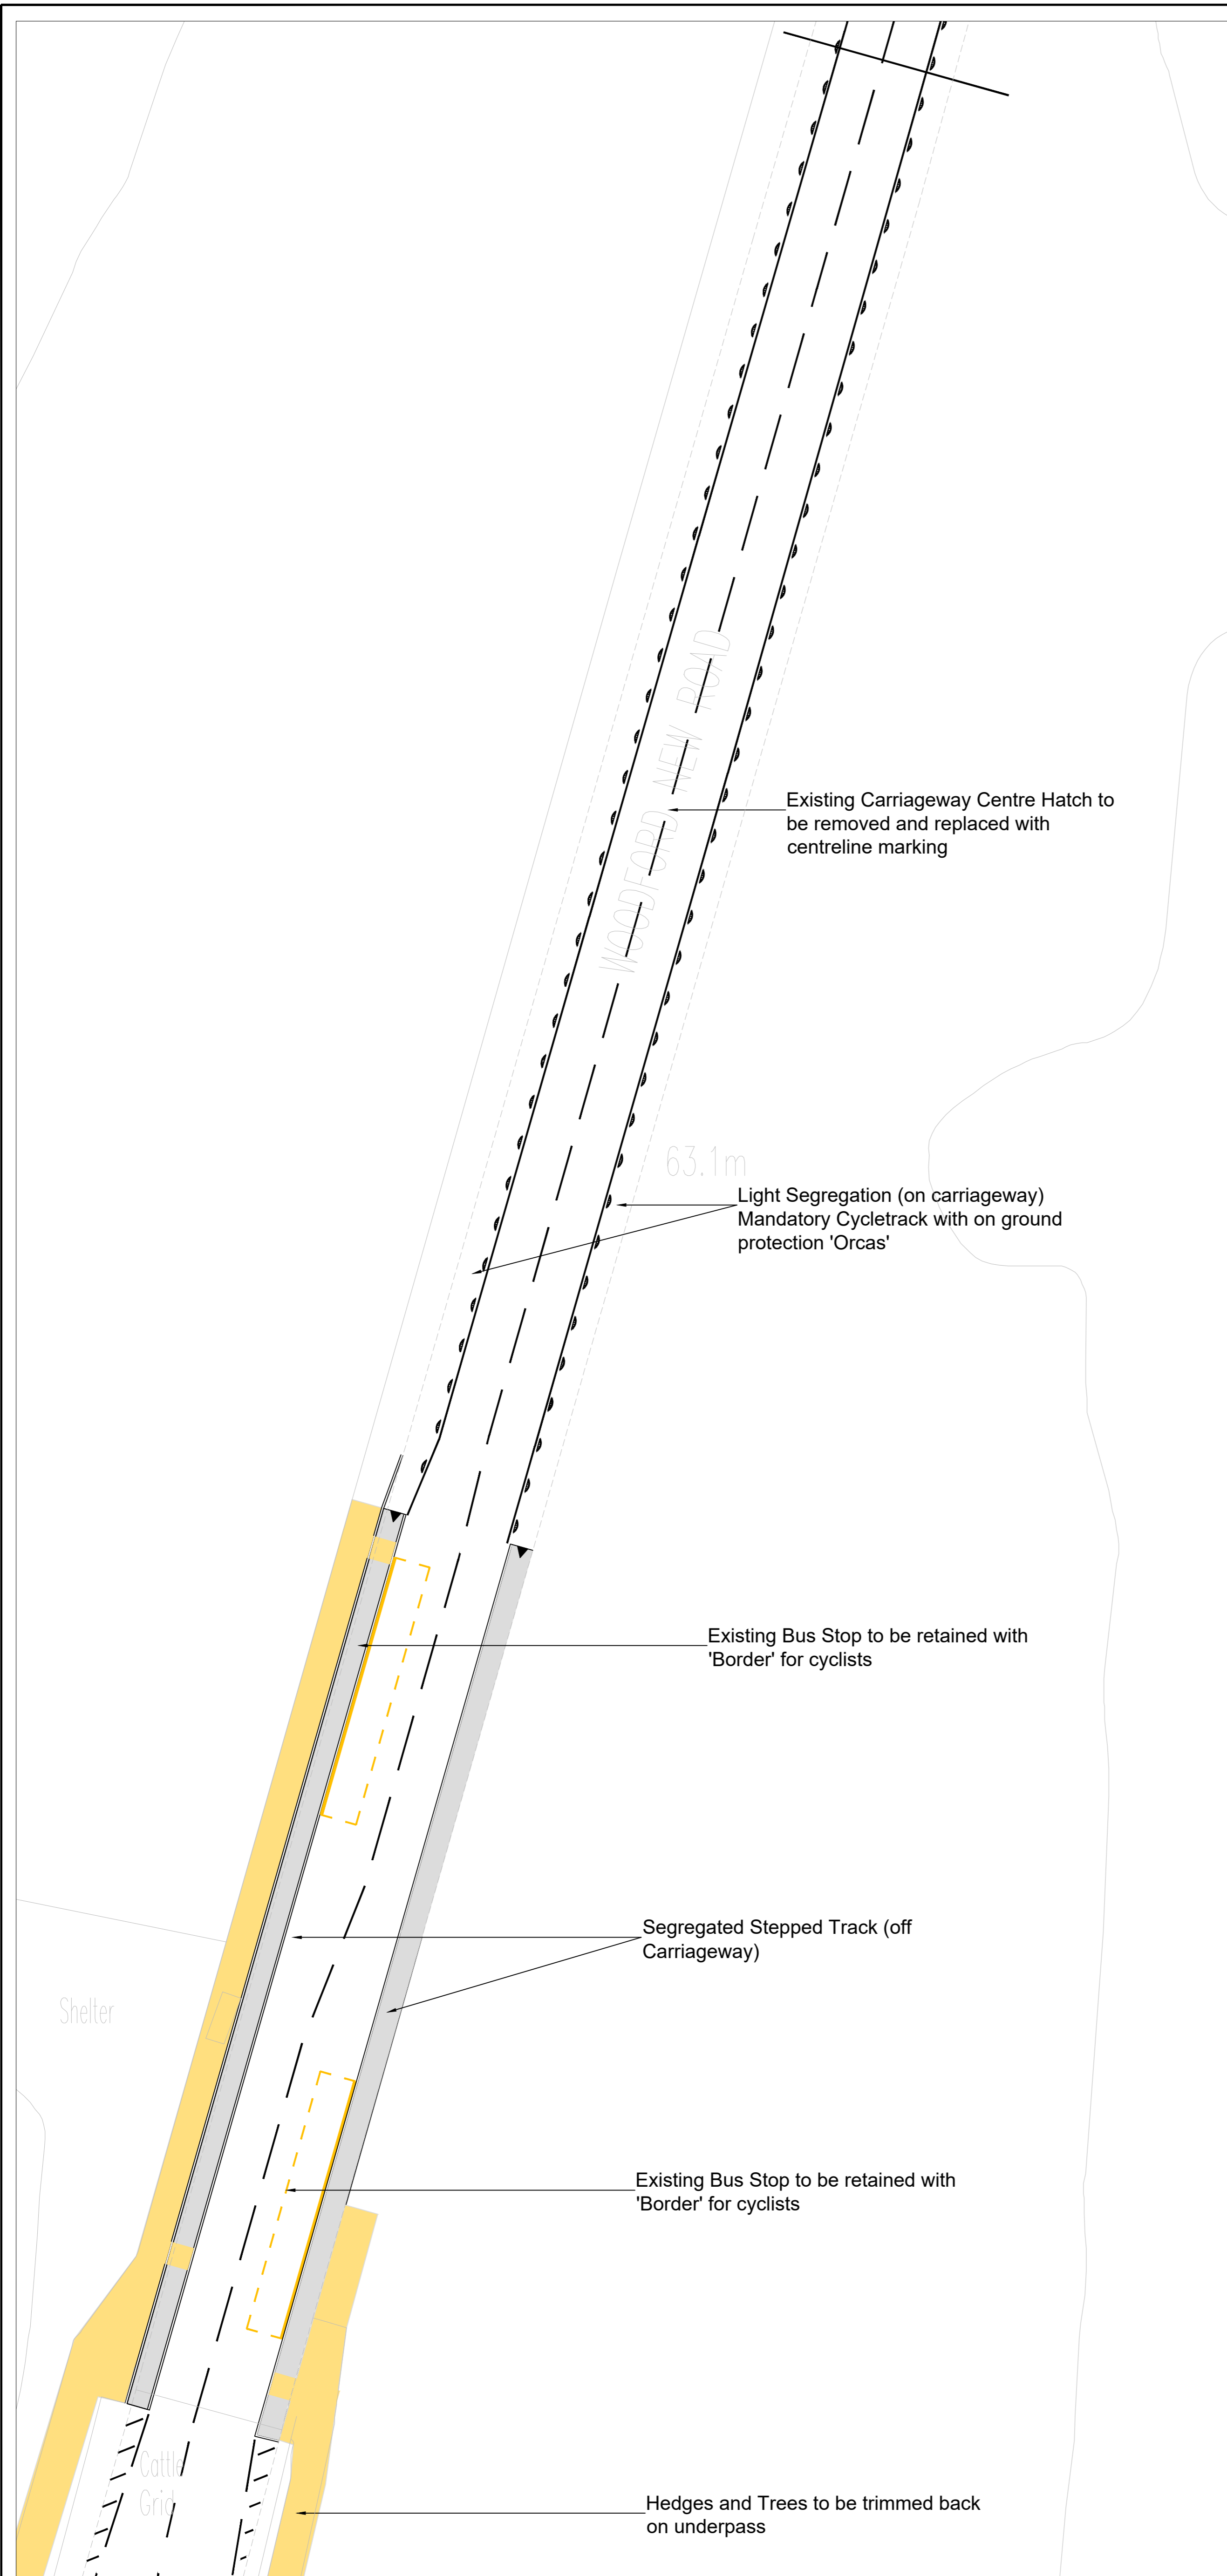 WOODFORD NEW ROAD
Existing Carriageway Centre Hatch to
be removed and replaced with
centreline marking
63.1m
Light Segregation (on carriageway)
Mandatory Cycletrack with on ground
protection 'Orcas'
Existing Bus Stop to be retained with
'Border' for cyclists
Segregated Stepped Track (off
Carriageway)
Shelter
Existing Bus Stop to be retained with
'Border' for cyclists
Cattle
Grid
Hedges and Trees to be trimmed back
on underpass